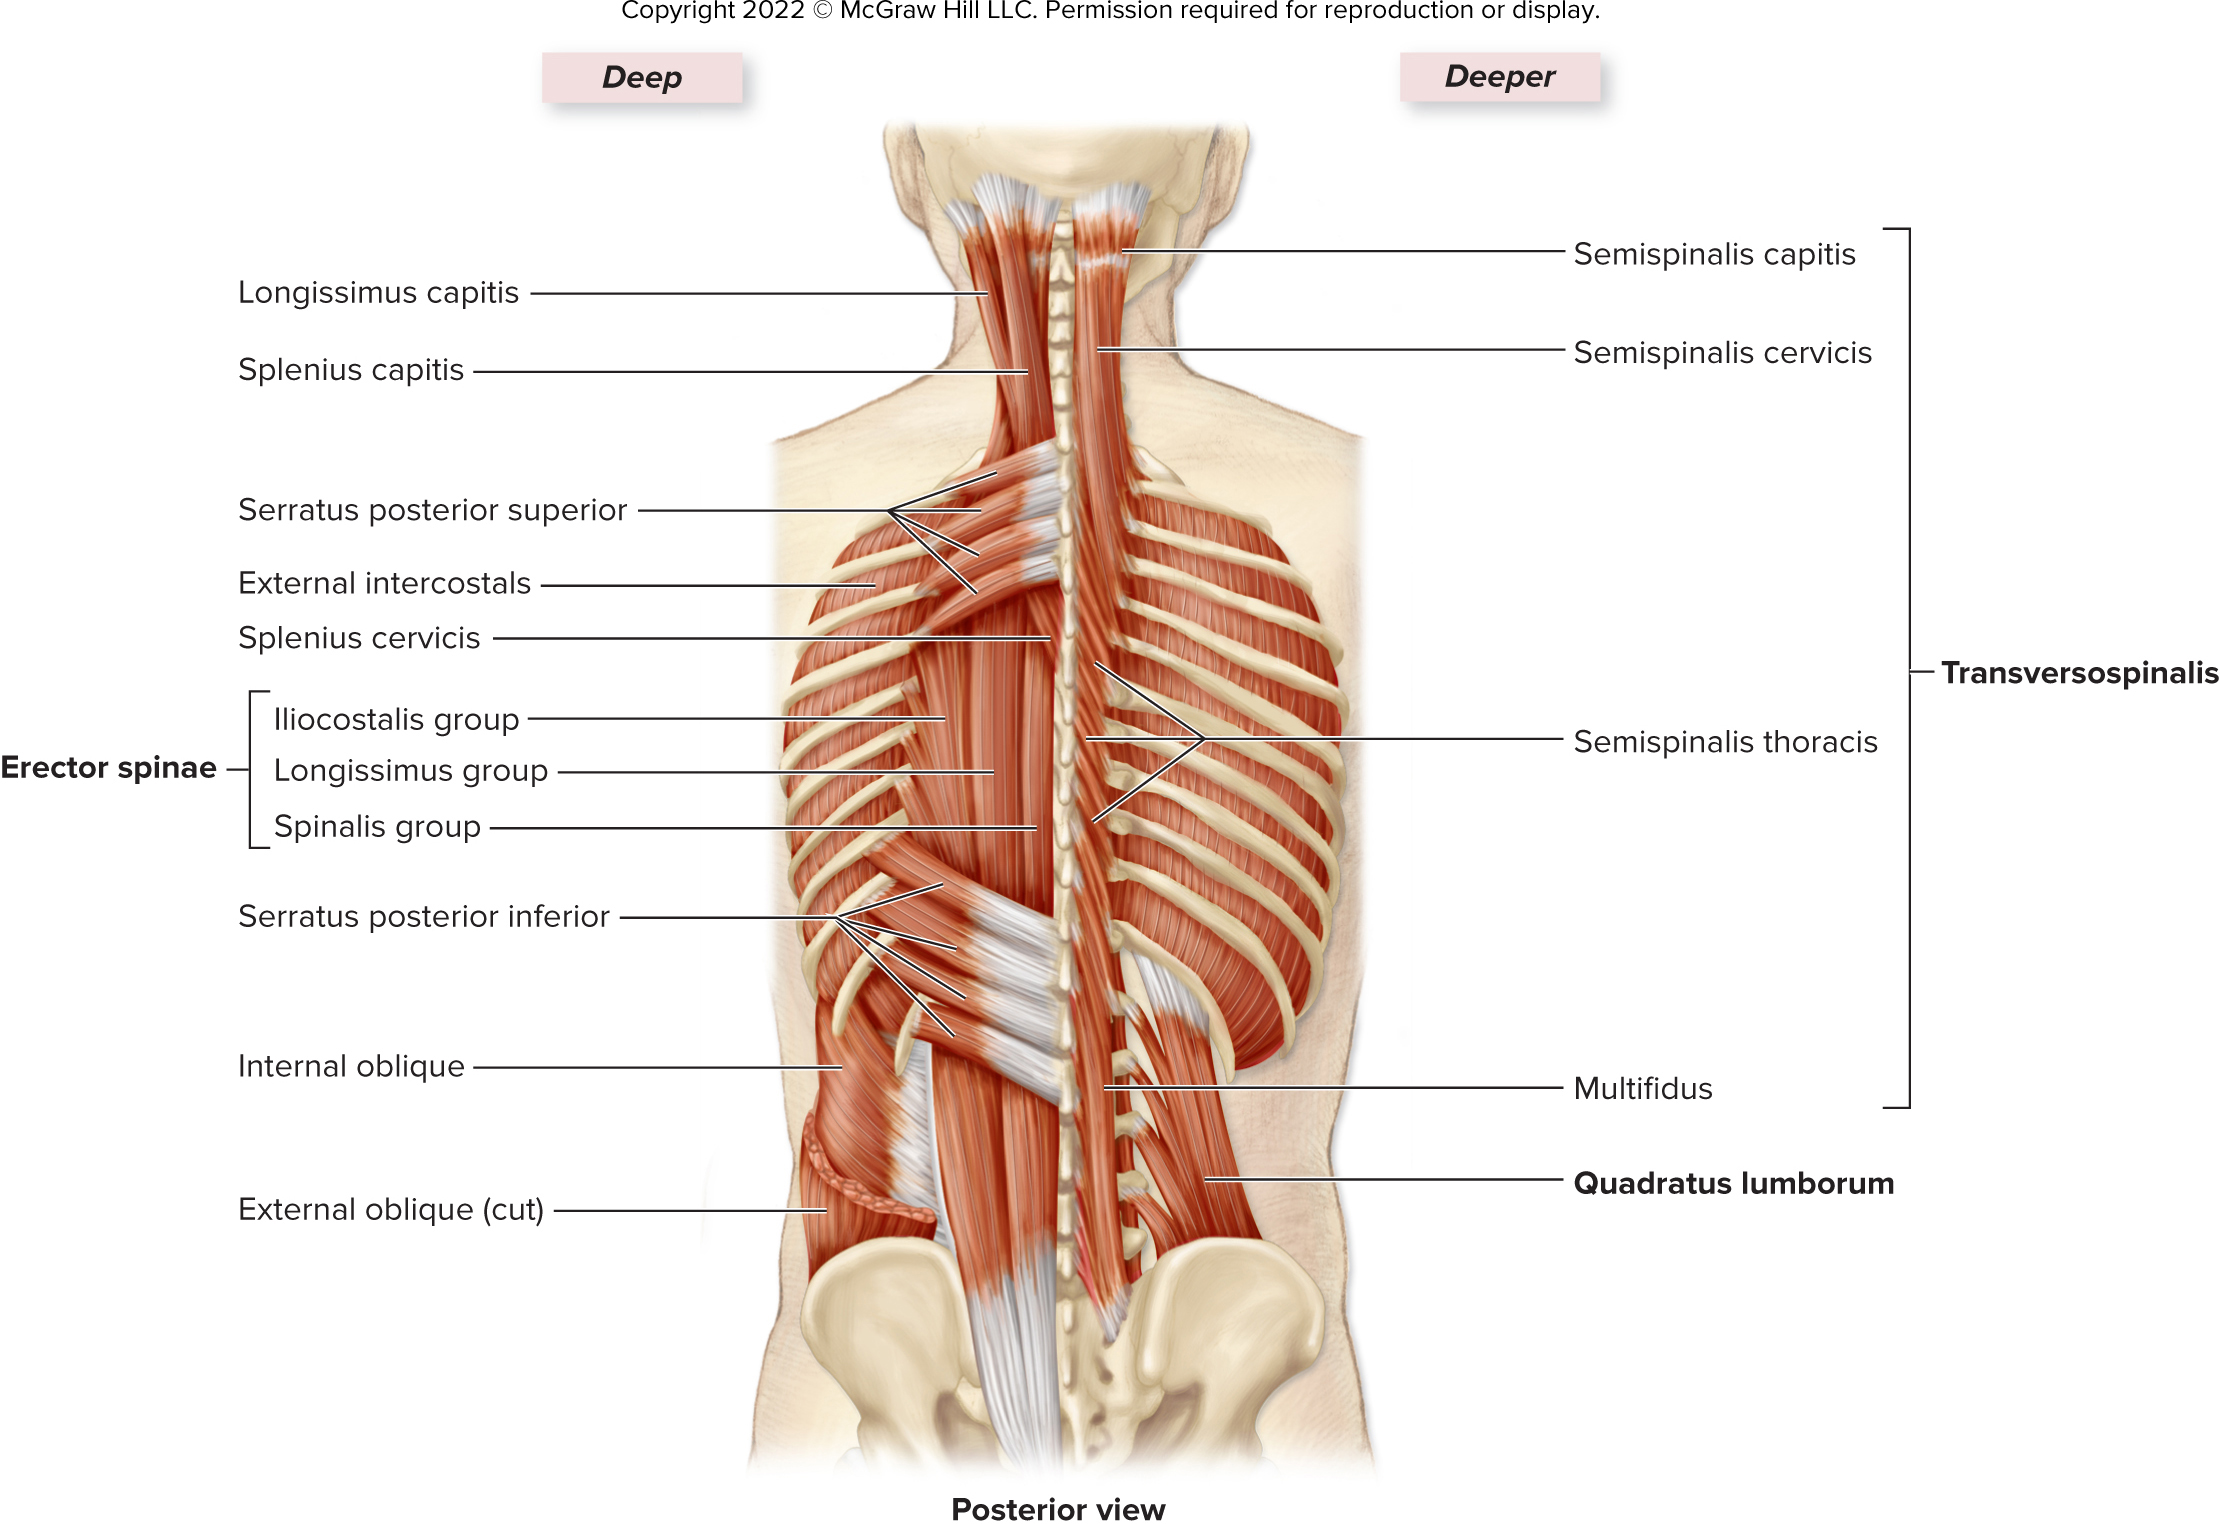 Copyright 2022 © McGraw Hill LLC. Permission required for reproduction or display.
Deep
Deeper
Longissimus capitis
Splenius capitis
Serratus posterior superior
External intercostals
Splenius cervicis
Erector spinae
Iliocostalis group
Longissimus group
Spinalis group
Serratus posterior inferior
Internal oblique
External oblique (cut)
Semispinalis capitis
Semispinalis cervicis
Transversospinalis
Semispinalis thoracis
Multifidus
Quadratus lumborum
Posterior view